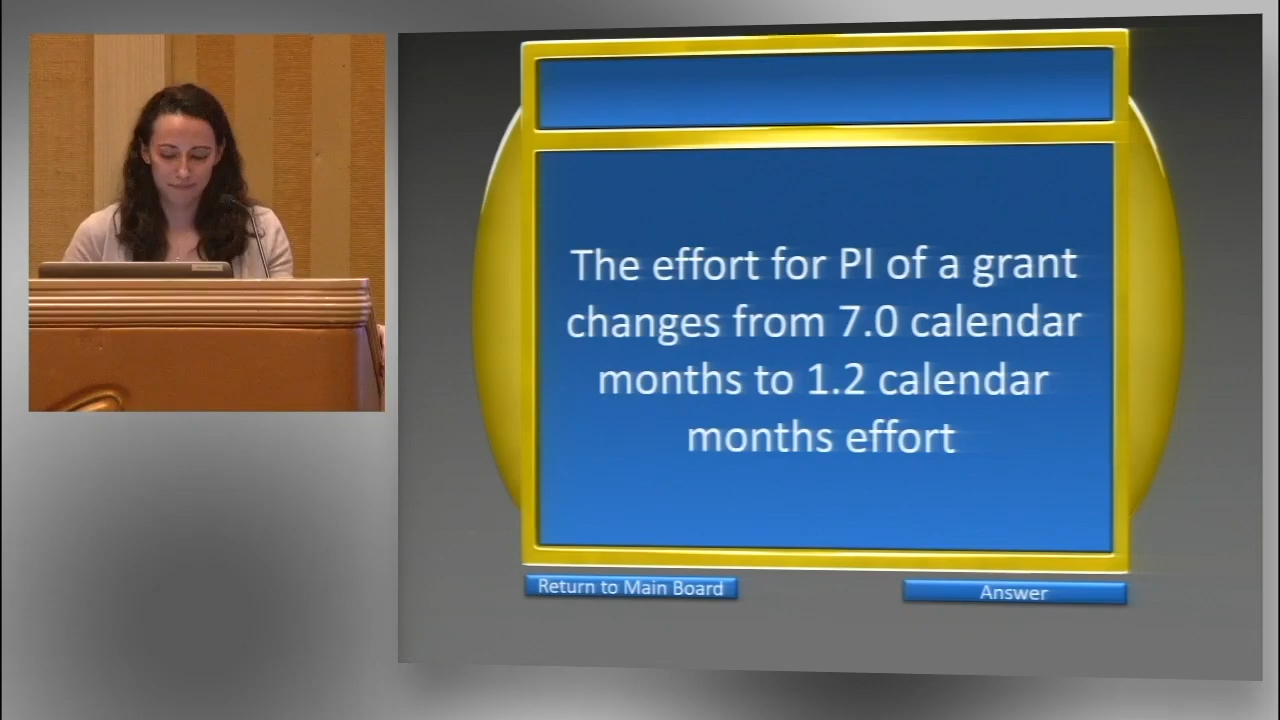 The effort for PI of a grant
changes from 7.0 calendar
months to 1.2 calendar
months effort
Return to Main Board
Answer